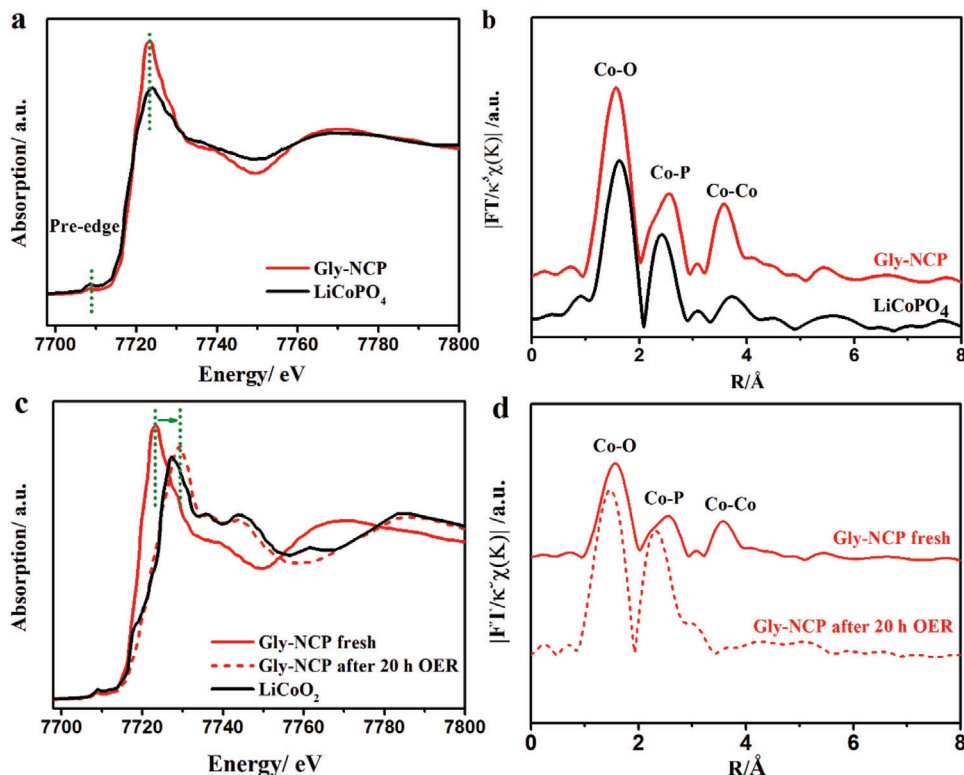 a
Absorption/ a.u.
Pre-edge
Gly-NCP
LiCoPO₄
7700 7720 7740 7760 7780 7800
Energy/ eV
b
|FT/κ³χ(K)| /a.u.
Co-O
Co-P
Co-Co
Gly-NCP
LiCoPO₄
0 2 4 6 8
R/Å
c
Absorption/ a.u.
Gly-NCP fresh
Gly-NCP after 20 h OER
LiCoO₂
7700 7720 7740 7760 7780 7800
Energy/ eV
d
Co-O
Co-P
Co-Co
Gly-NCP fresh
Gly-NCP after 20 h OER
0 2 4 6 8
R/Å